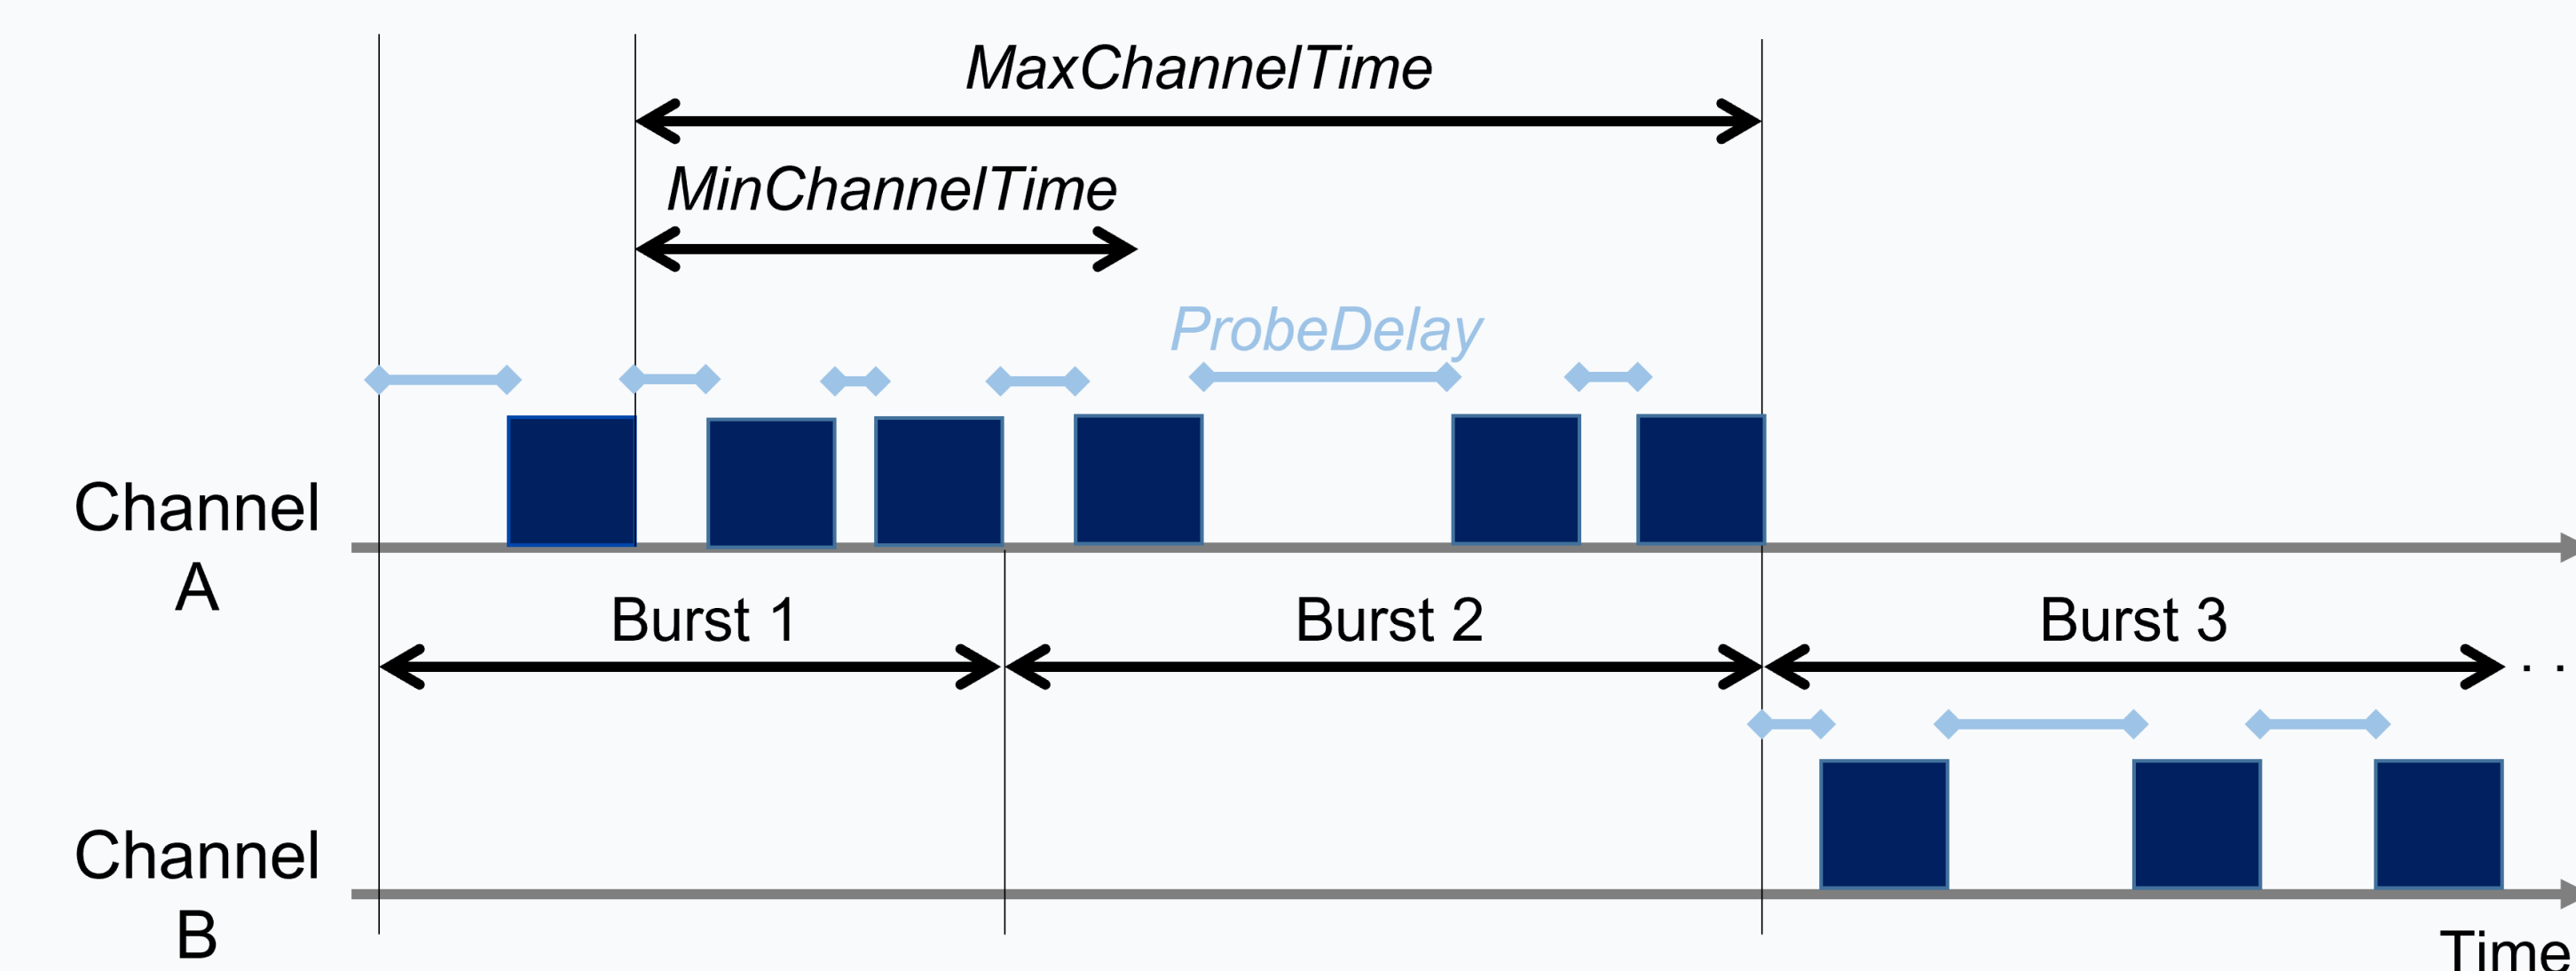 MaxChannelTime
MinChannelTime
ProbeDelay
Channel
A
Burst 1
Burst 2
Burst 3
. .
Channel
B
Time